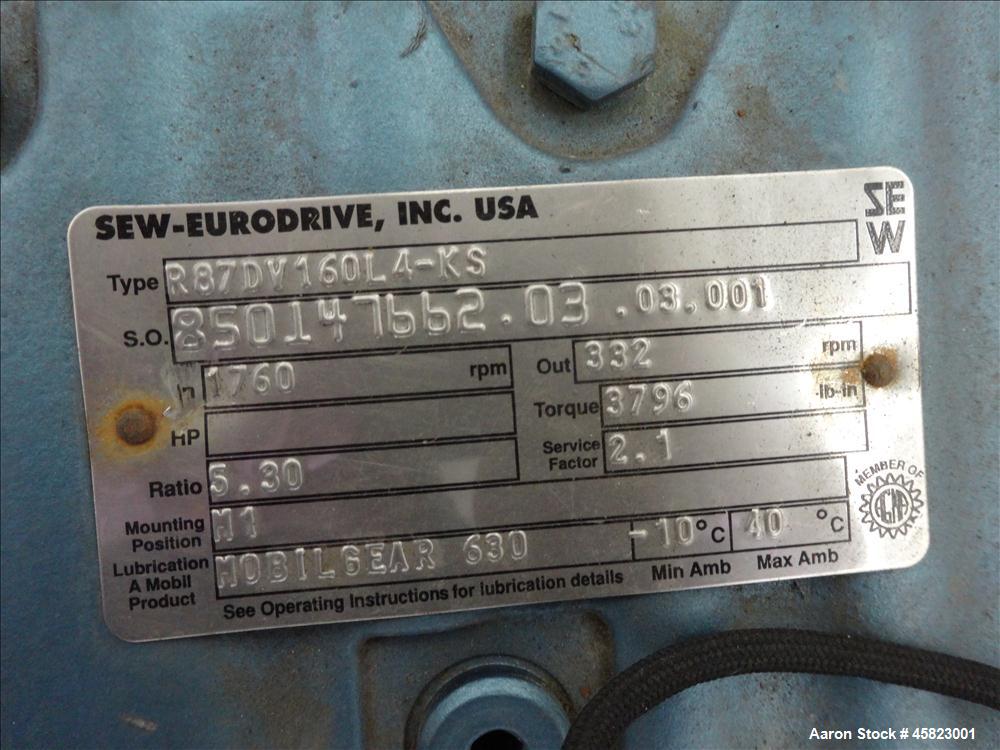 SEW-EURODRIVE, INC. USA
SEW
Type R87DV160L4-KS
S.O. 850147662.03.03.001
In 1760 rpm
Out 332 rpm
HP
Torque 3796 lb-in
Ratio 5.30
Service Factor 2.1
Mounting Position M1
MEMBER OF
AGMA
Lubrication A Mobil Product MOBILGEAR 630
-10°C Min Amb
40 °C Max Amb
See Operating Instructions for lubrication details
Aaron Stock # 45823001